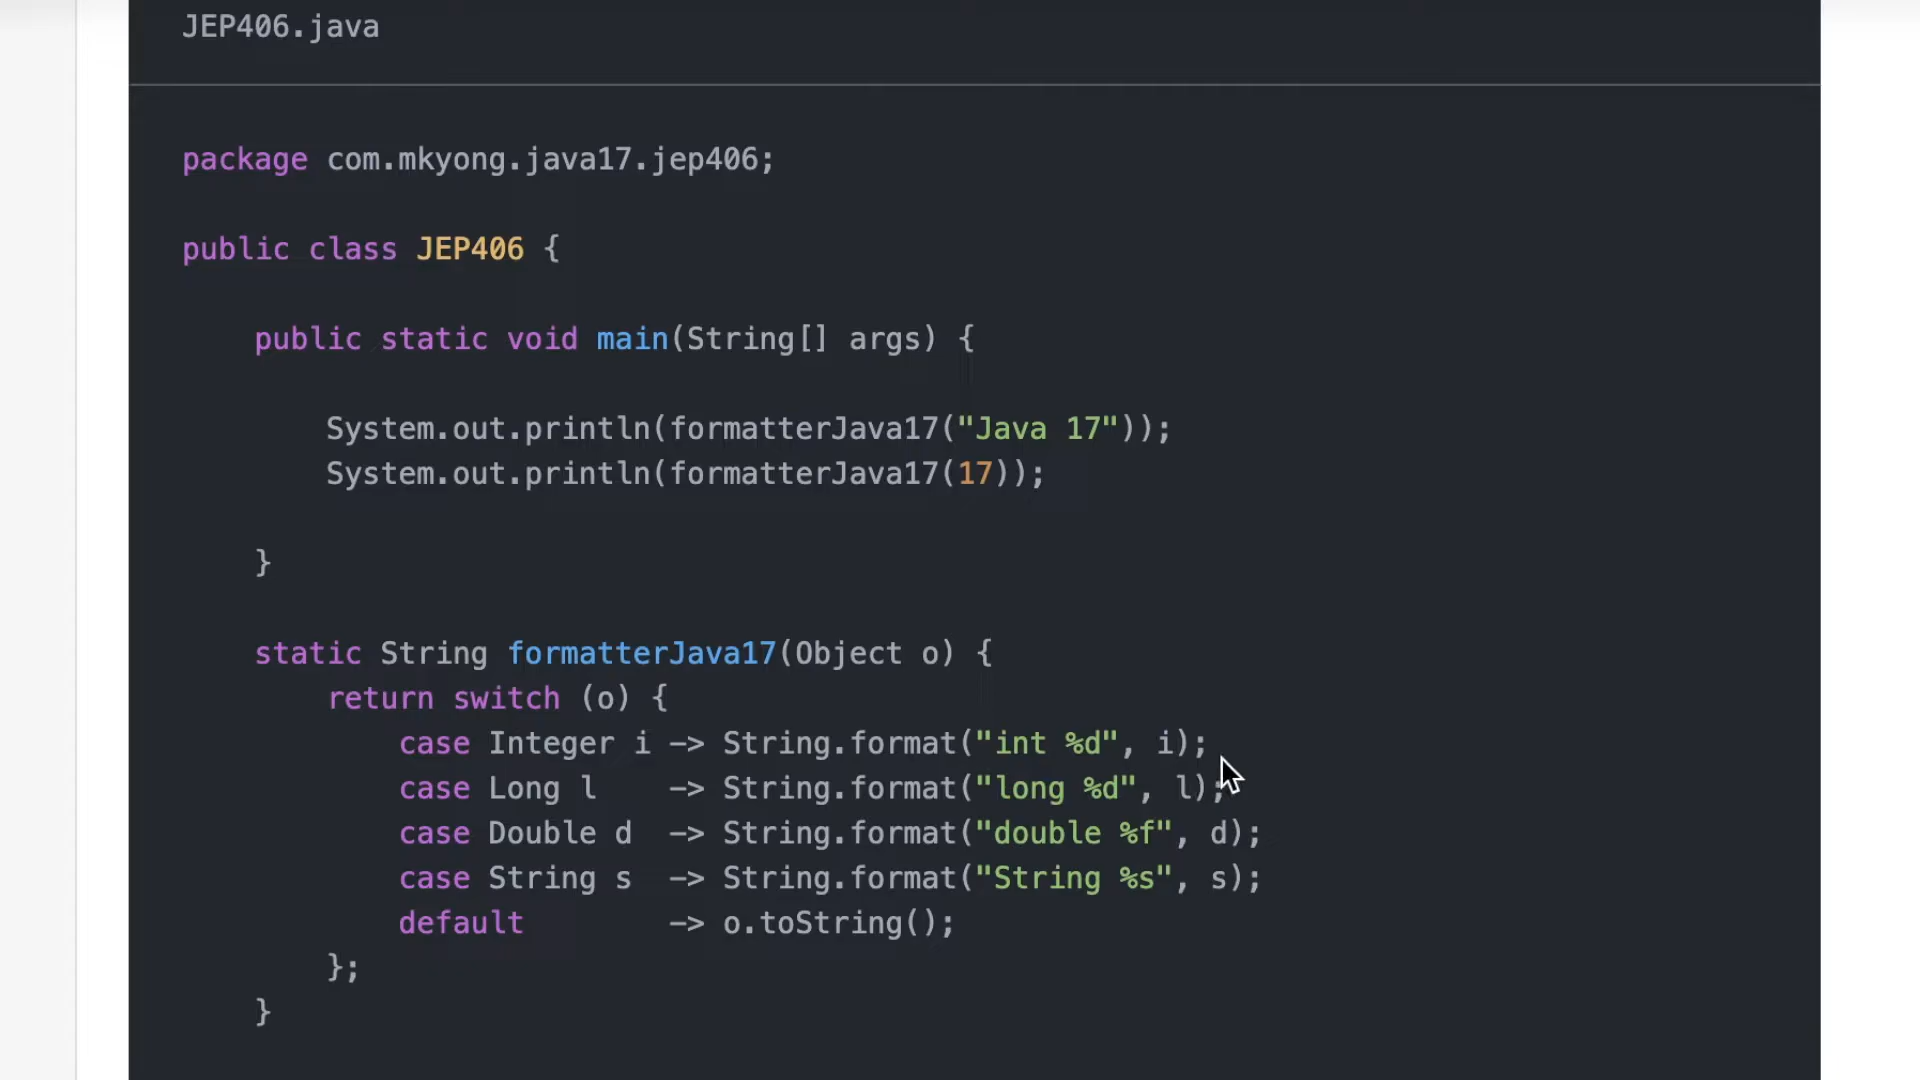 JEP406.java
package com.mkyong.java17.jep406;
public class JEP406 {
public static void main(String[] args) {
System.out.println(formatterJava17("Java 17"));
System.out.println(formatterJava17(17));
}
static String formatterJava17(Object o) {
return switch (o) {
case Integer i -> String.format("int %d", i);
case Long l    -> String.format("long %d", l);
case Double d  -> String.format("double %f", d);
case String s  -> String.format("String %s", s);
default        -> o.toString();
};
}